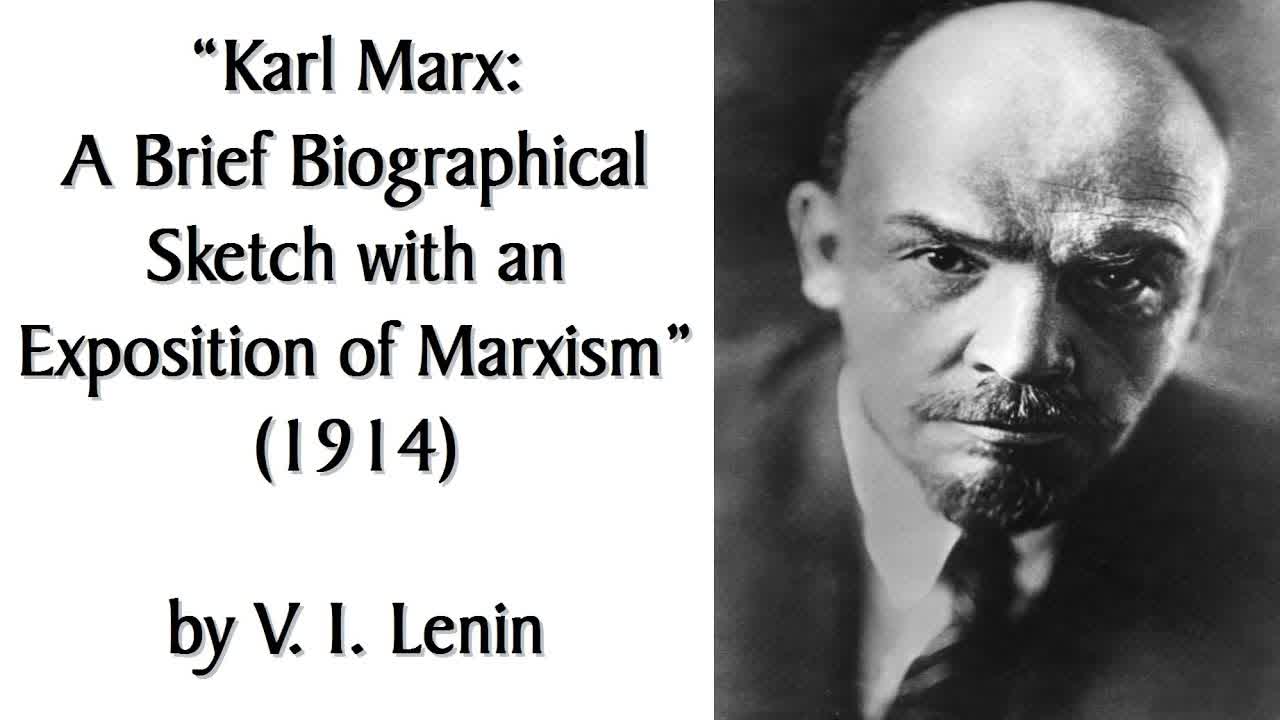 “Karl Marx:
A Brief Biographical
Sketch with an
Exposition of Marxism”
(1914)
by V. I. Lenin